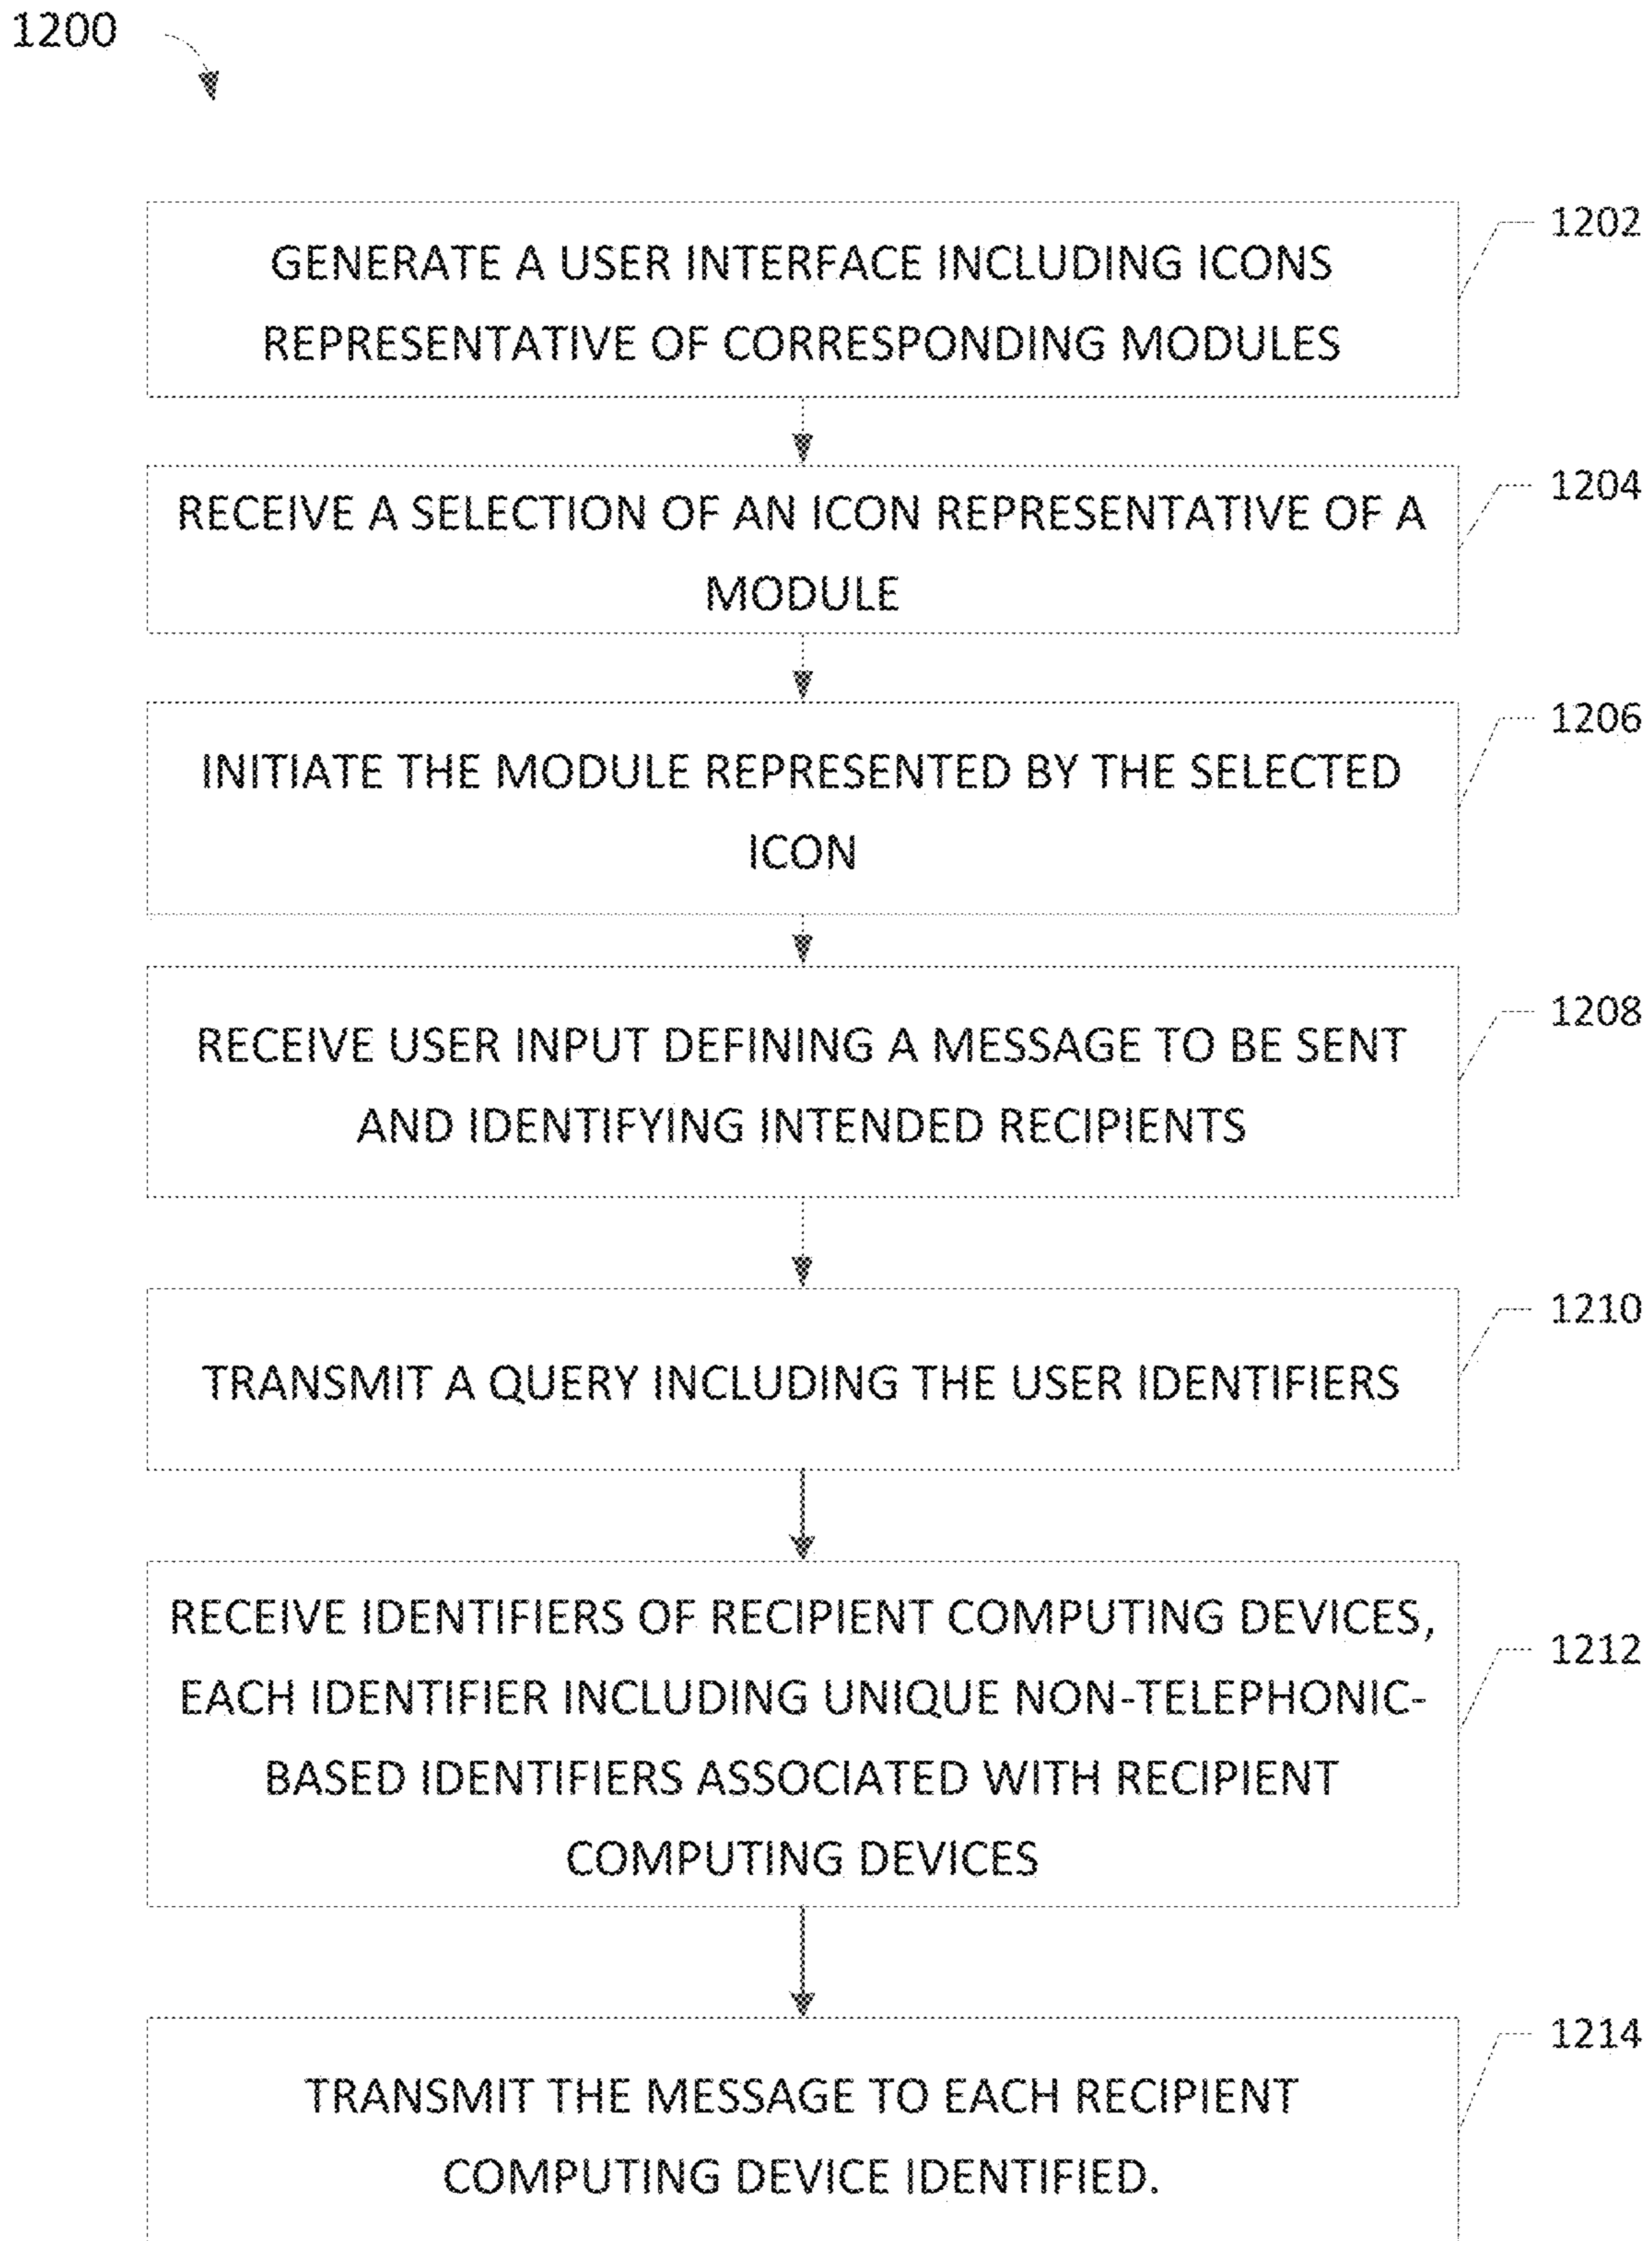 1200
1202
GENERATE A USER INTERFACE INCLUDING ICONS
REPRESENTATIVE OF CORRESPONDING MODULES
1204
RECEIVE A SELECTION OF AN ICON REPRESENTATIVE OF A
MODULE
1206
INITIATE THE MODULE REPRESENTED BY THE SELECTED
ICON
1208
RECEIVE USER INPUT DEFINING A MESSAGE TO BE SENT
AND IDENTIFYING INTENDED RECIPIENTS
1210
TRANSMIT A QUERY INCLUDING THE USER IDENTIFIERS
1212
RECEIVE IDENTIFIERS OF RECIPIENT COMPUTING DEVICES,
EACH IDENTIFIER INCLUDING UNIQUE NON-TELEPHONIC-
BASED IDENTIFIERS ASSOCIATED WITH RECIPIENT
COMPUTING DEVICES
1214
TRANSMIT THE MESSAGE TO EACH RECIPIENT
COMPUTING DEVICE IDENTIFIED.